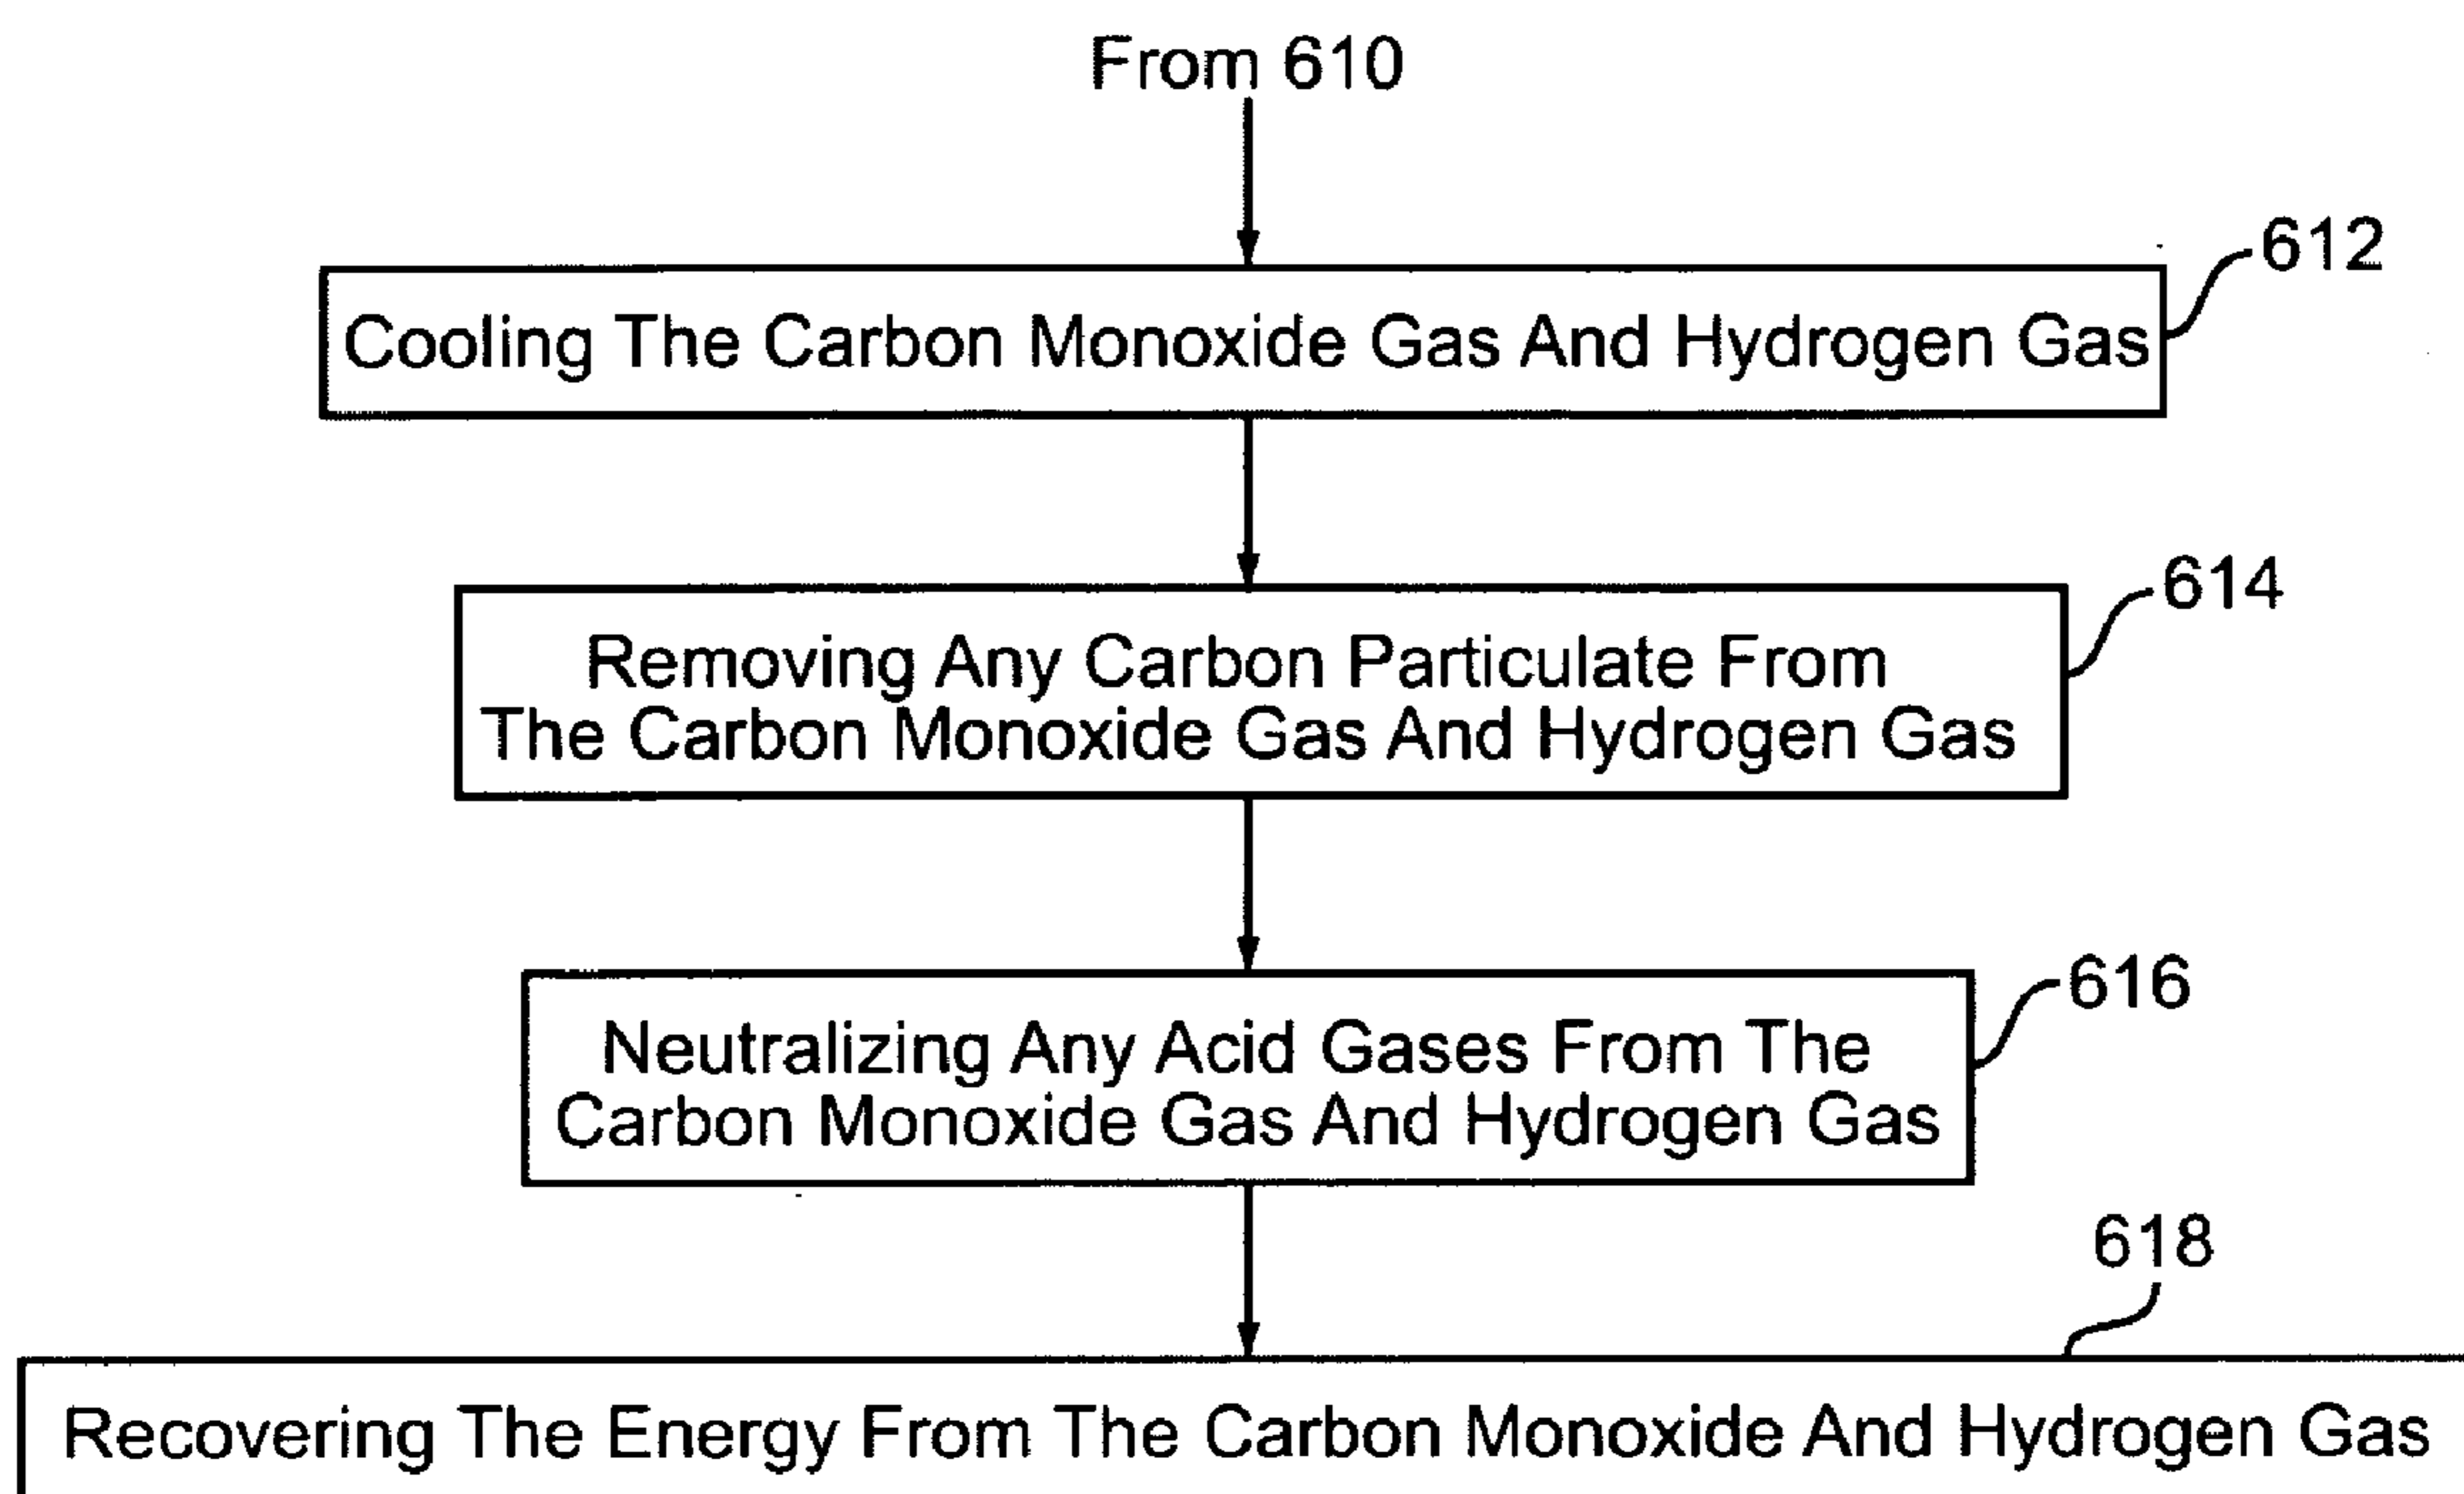 From 610
612
Cooling The Carbon Monoxide Gas And Hydrogen Gas
614
Removing Any Carbon Particulate From
The Carbon Monoxide Gas And Hydrogen Gas
616
Neutralizing Any Acid Gases From The
Carbon Monoxide Gas And Hydrogen Gas
618
Recovering The Energy From The Carbon Monoxide And Hydrogen Gas